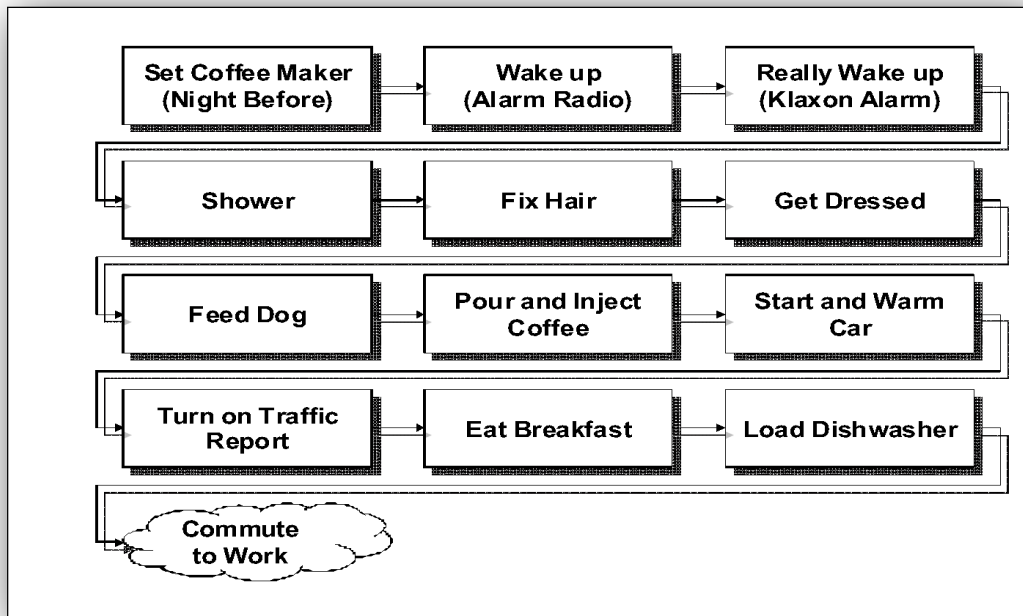 Set Coffee Maker
(Night Before)
Wake up
(Alarm Radio)
Really Wake up
(Klaxon Alarm)
Shower
Fix Hair
Get Dressed
Feed Dog
Pour and Inject
Coffee
Start and Warm
Car
Turn on Traffic
Report
Eat Breakfast
Load Dishwasher
Commute
to Work